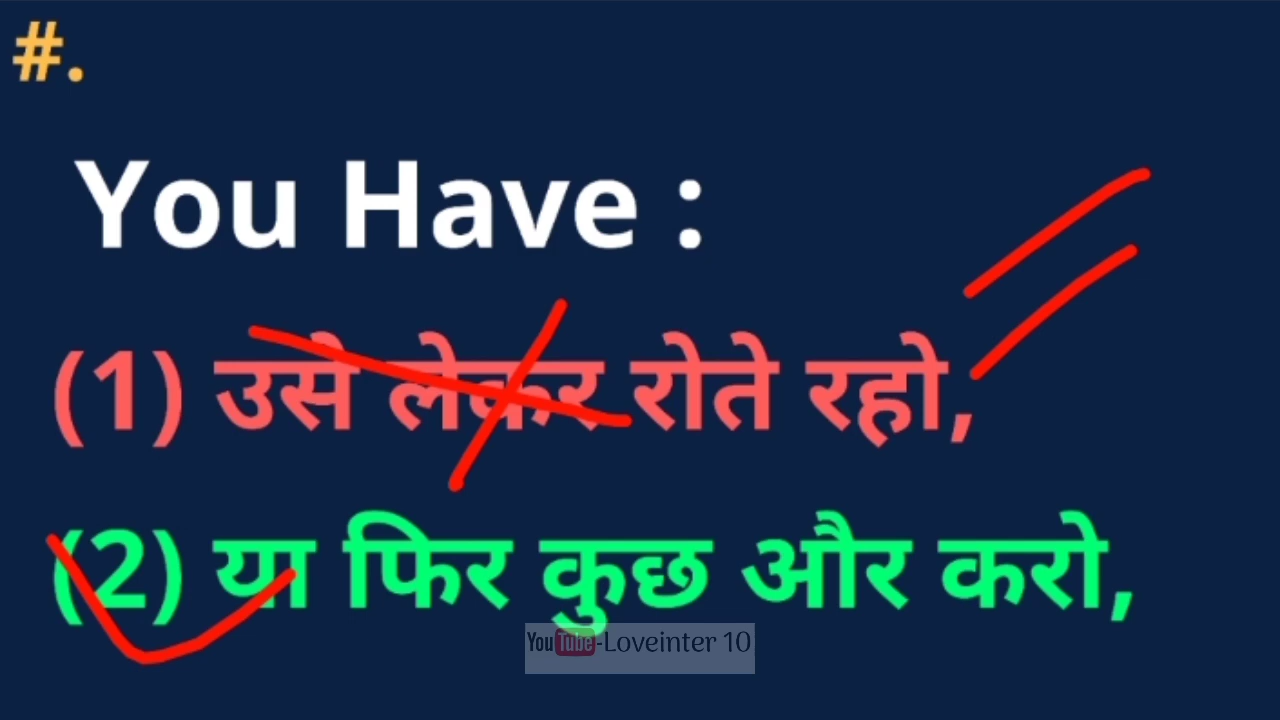 #.
You Have :
(1) उसे लेकर रोते रहो,
(2) या फिर कुछ और करो,
YouTube-Loveinter 10